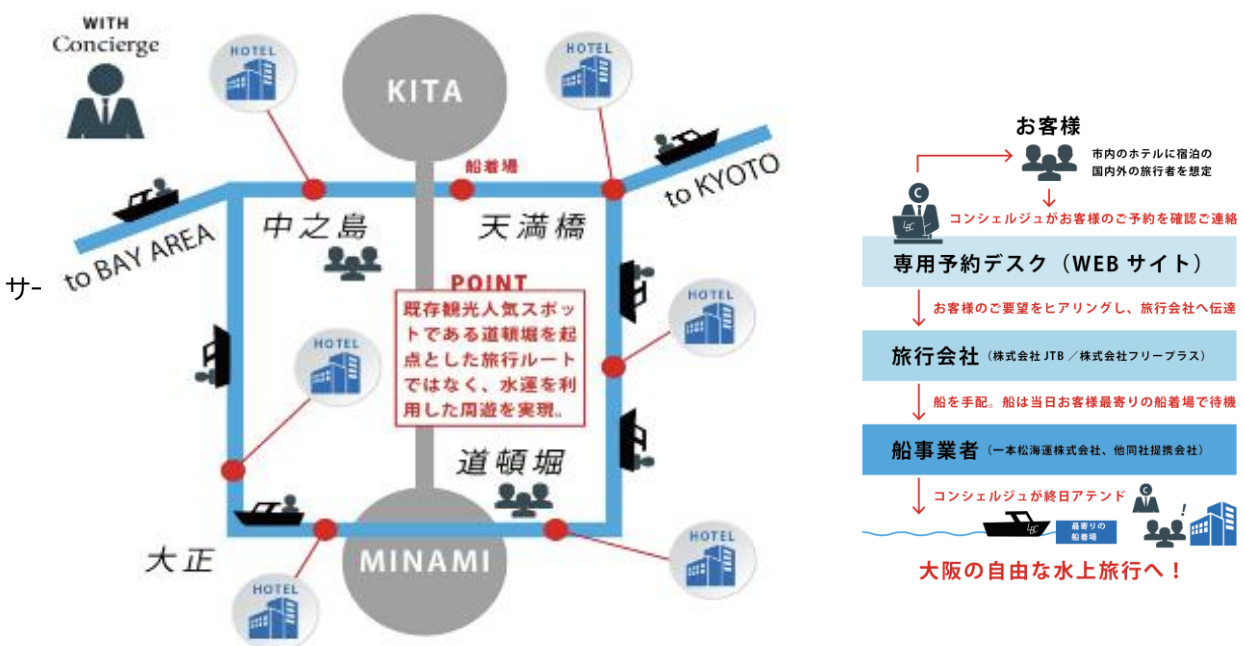 WITH
Concierge
HOTEL
HOTEL
KITA
船着場
to KYOTO
中之島
天満橋
to BAY AREA
サ-
POINT
既存観光人気スポッ
トである道頓堀を起
点とした旅行ルート
ではなく、水運を利
用した周遊を実現。
HOTEL
HOTEL
道頓堀
大正
MINAMI
HOTEL
HOTEL
お客様
市内のホテルに宿泊の
国内外の旅行者を想定
C
コンシェルジュがお客様のご予約を確認ご連絡
専用予約デスク（WEB サイト）
お客様のご要望をヒアリングし、旅行会社へ伝達
旅行会社（株式会社 JTB ／株式会社フリープラス）
船を手配。船は当日お客様最寄りの船着場で待機
船事業者（一本松海運株式会社、他同社提携会社）
コンシェルジュが終日アテンド
C
!
最寄りの
船着場
大阪の自由な水上旅行へ！